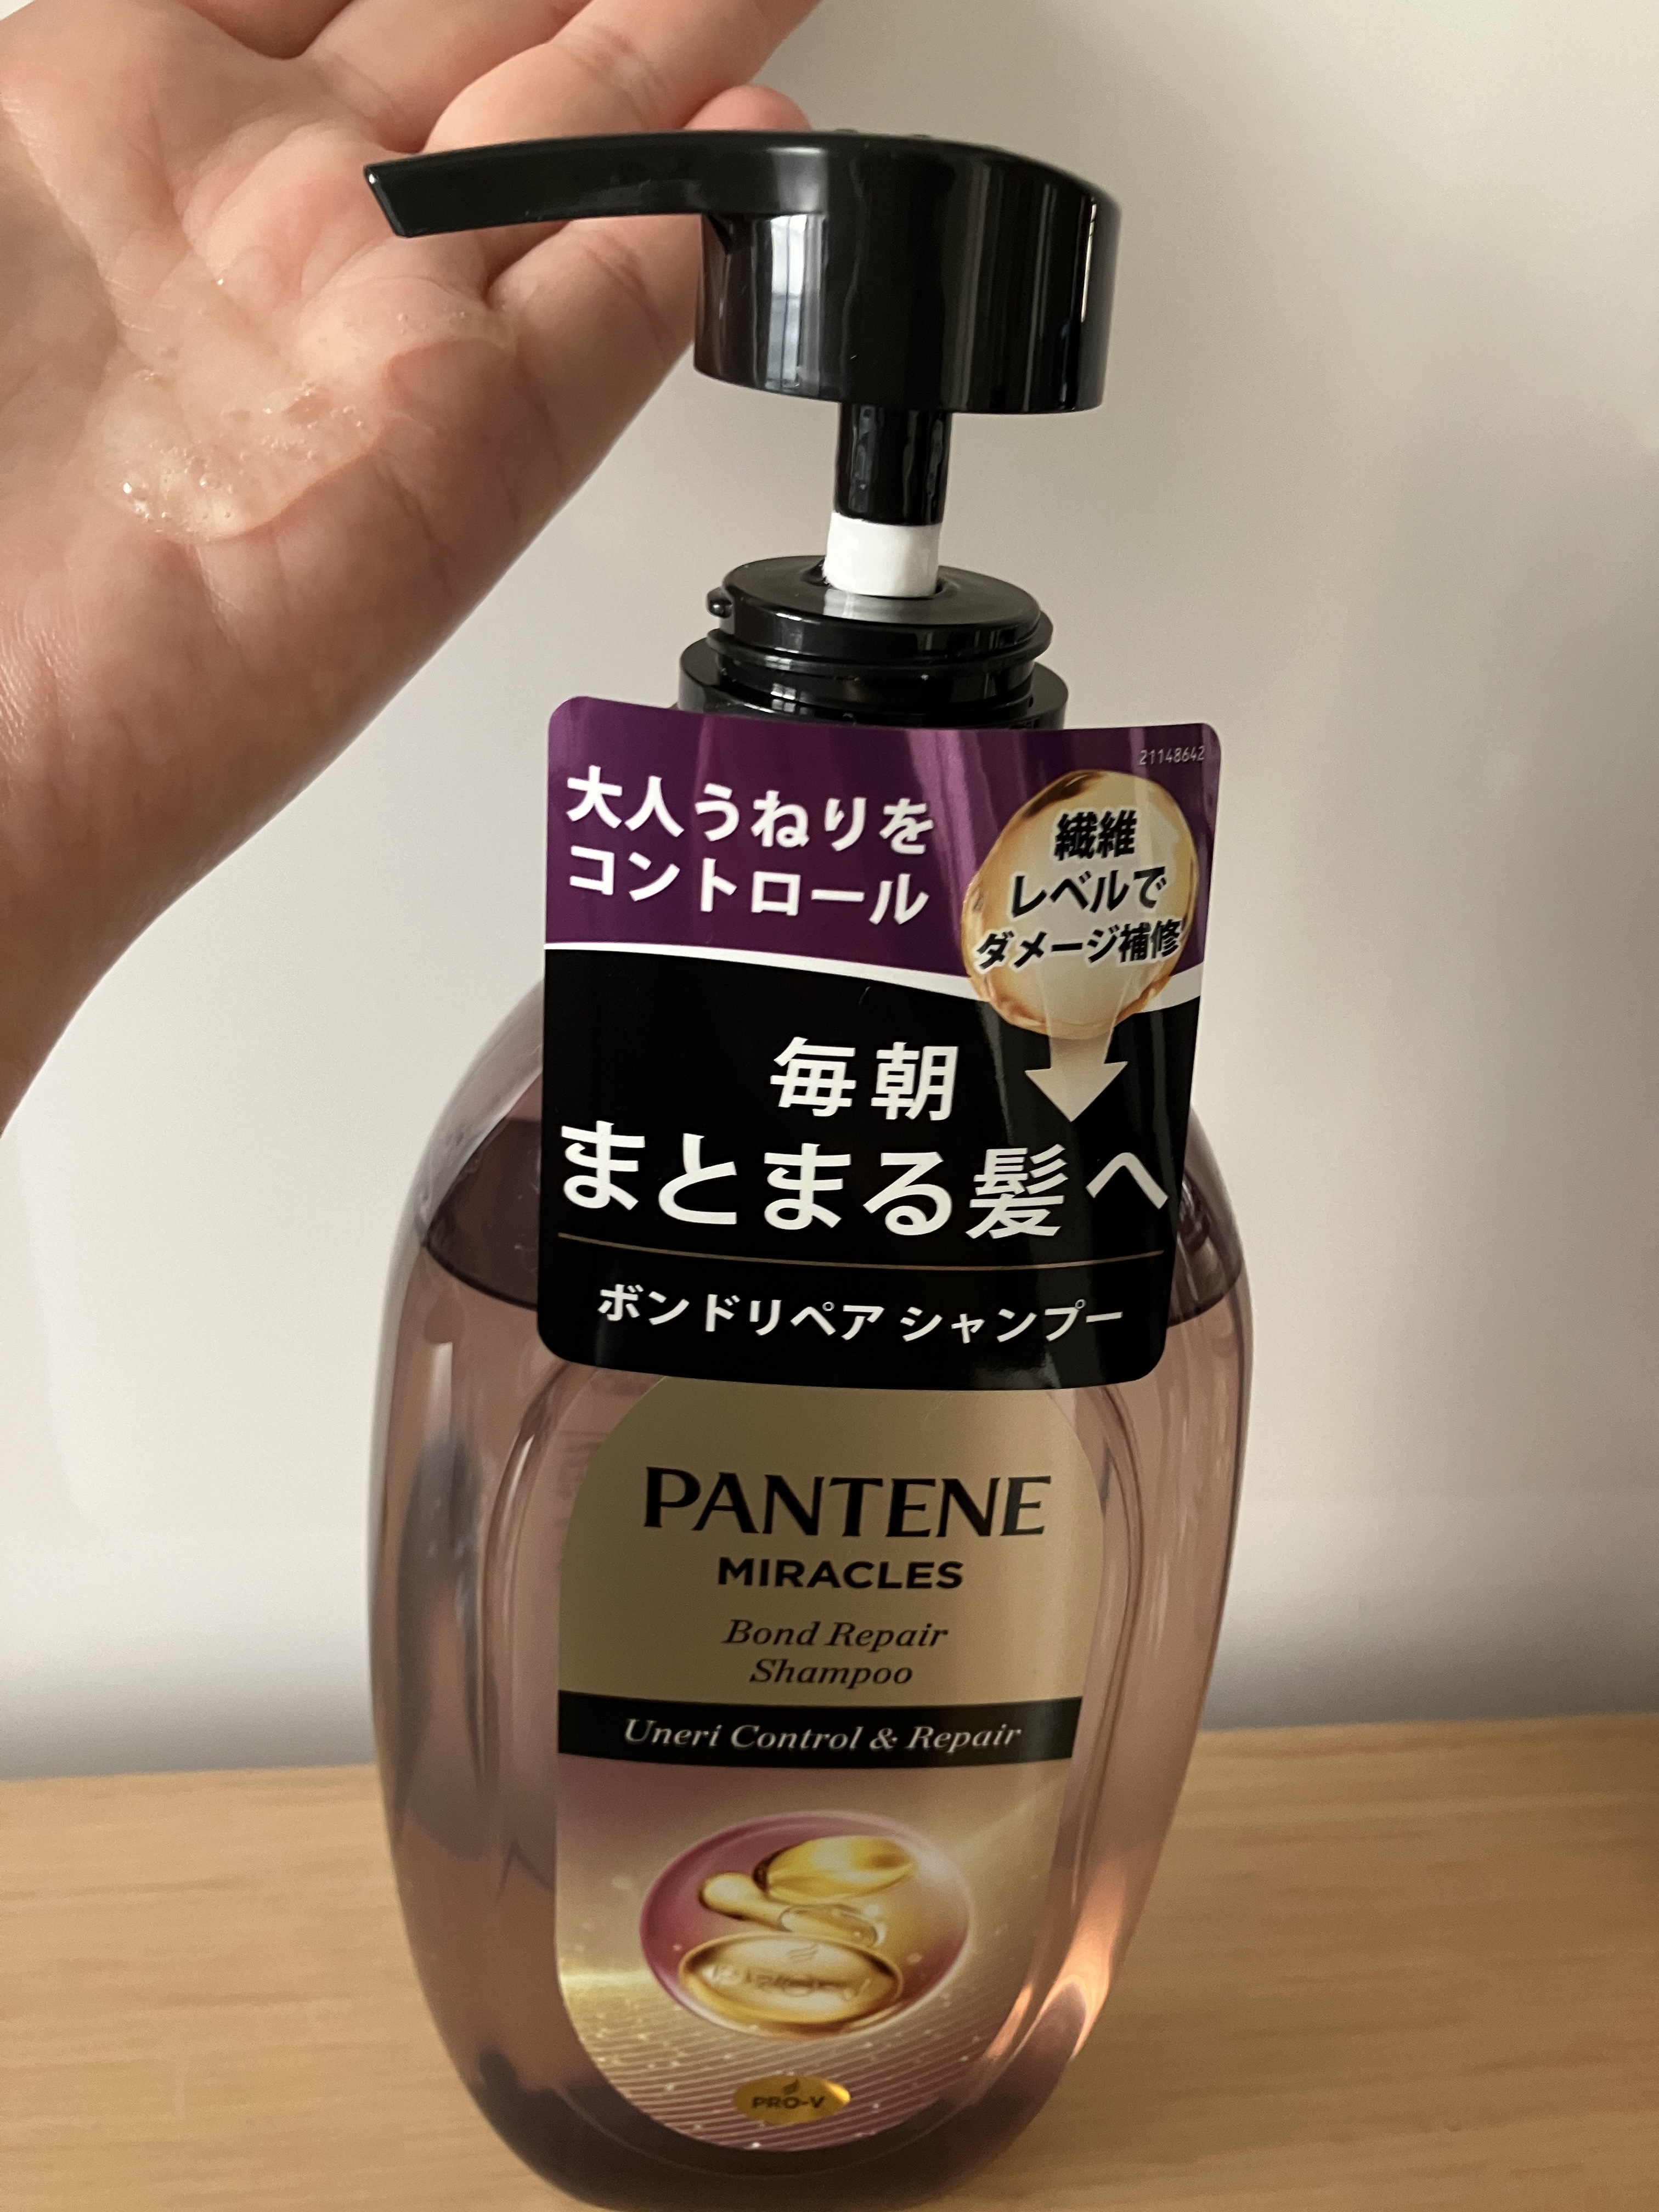 21148642
大人うねりを
コントロール
繊維
レベルで
ダメージ補修
毎朝
まとまる髪へ
ボンドリペア シャンプー
PANTENE
MIRACLES
Bond Repair
Shampoo
Uneri Control & Repair
PRO-V